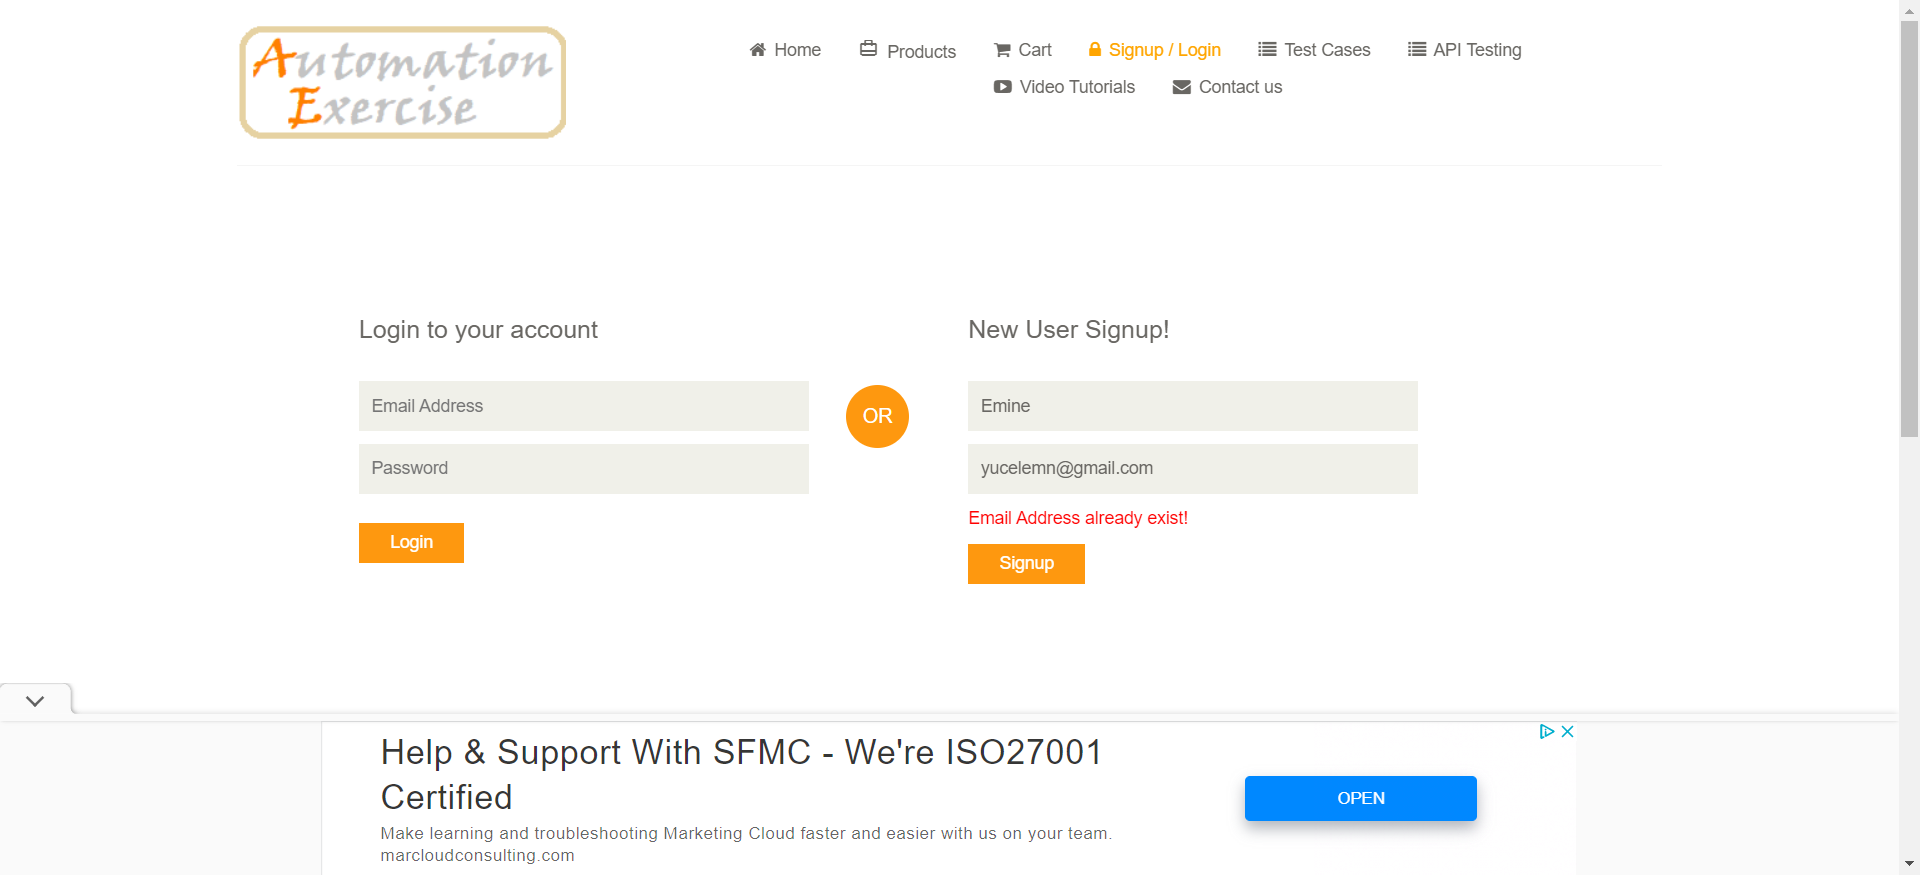 Automation
Exercise
Home
Products
Cart
Signup / Login
Test Cases
API Testing
Video Tutorials
Contact us
Login to your account
Email Address
Password
Login
OR
New User Signup!
Emine
yucelemn@gmail.com
Email Address already exist!
Signup
Help & Support With SFMC - We're ISO27001
Certified
Make learning and troubleshooting Marketing Cloud faster and easier with us on your team.
marcloudconsulting.com
OPEN